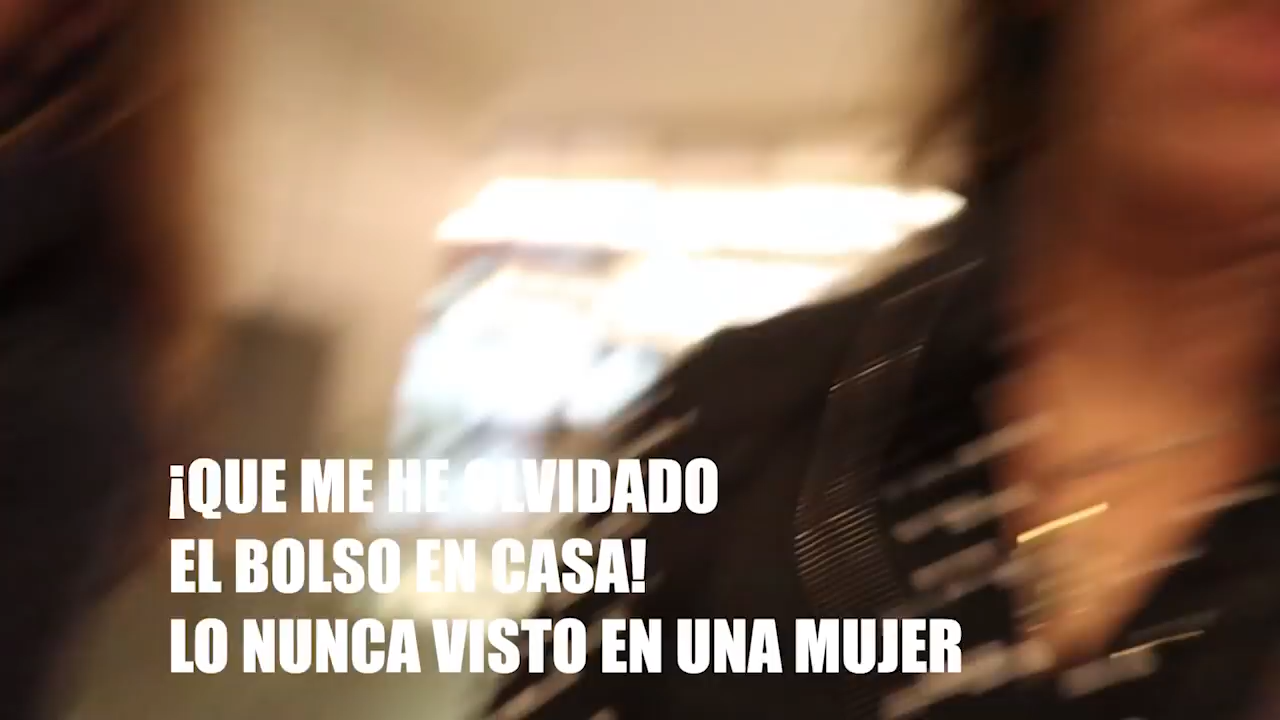 ¡QUE ME HE OLVIDADO
EL BOLSO EN CASA!
LO NUNCA VISTO EN UNA MUJER